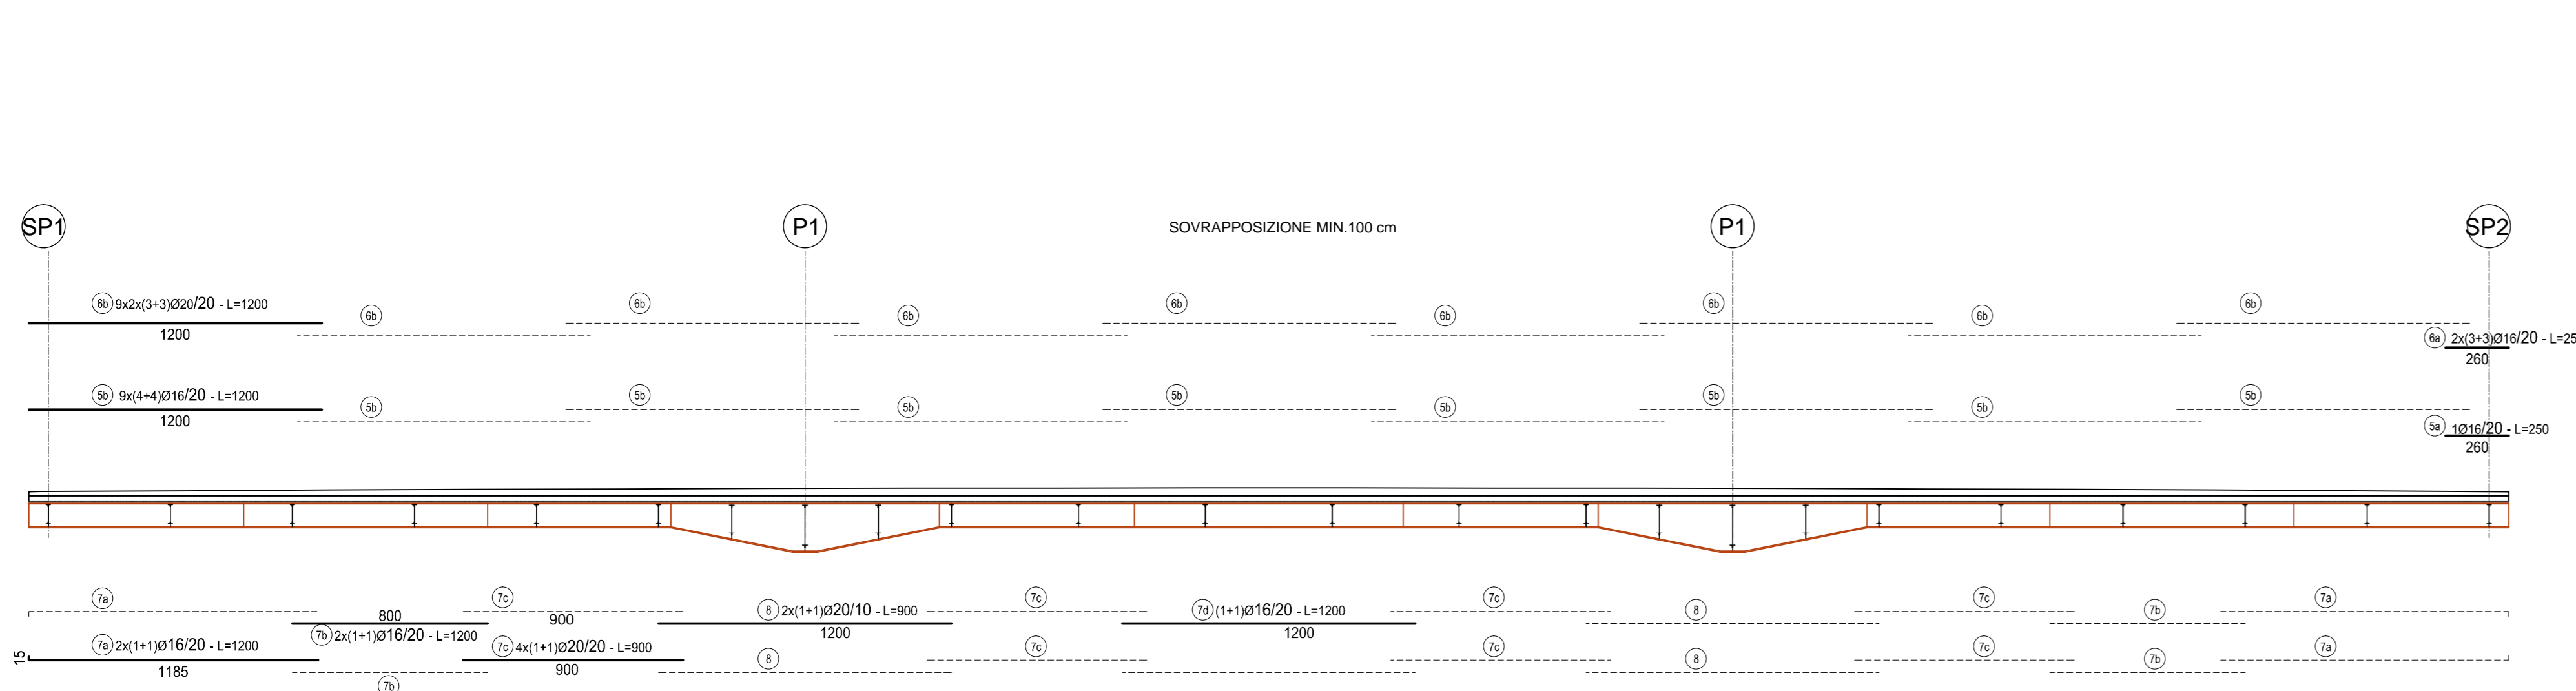 SP1 P1 SOVRAPPOSIZIONE MIN.100 cm P1 SP2
6b 9x2x(3+3)Ø20/20 - L=1200 6b 6b 6b 6b
6b 6b 6b 6b
1200
6a 2x(3+3)Ø16/20 - L=25
260
5b 9x(4+4)Ø16/20 - L=1200 5b 5b 5b 5b
5b 5b 5b 5b
1200
5a 1Ø16/20 - L=250
260
7a 7c 7c 7c 7c 7a
800 900 8 2x(1+1)Ø20/10 - L=900 7d (1+1)Ø16/20 - L=1200 8 7b
1200 1200
7b 2x(1+1)Ø16/20 - L=1200
15 7a 2x(1+1)Ø16/20 - L=1200 7c 4x(1+1)Ø20/20 - L=900 7c 7c 7c 7a
8 8 7b
1185 900
7b